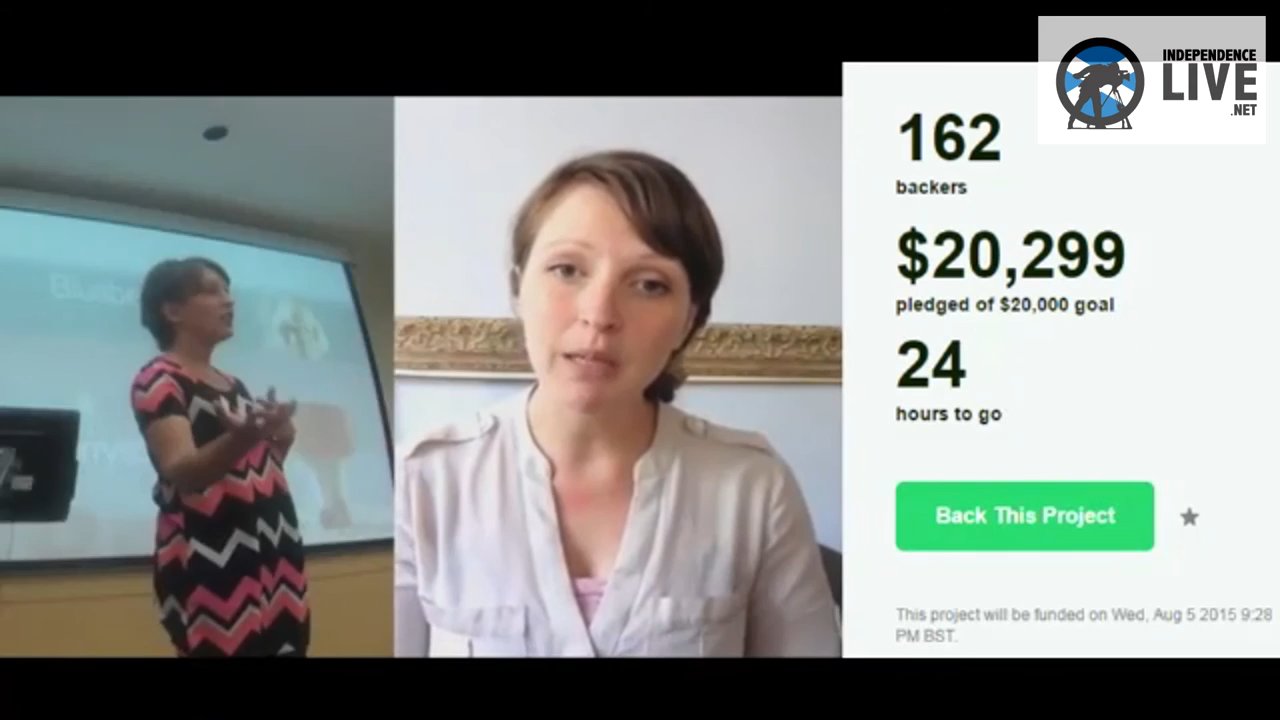 INDEPENDENCE
LIVE
.NET
162
backers
$20,299
pledged of $20,000 goal
24
hours to go
Back This Project
This project will be funded on Wed, Aug 5 2015 9:28
PM BST.